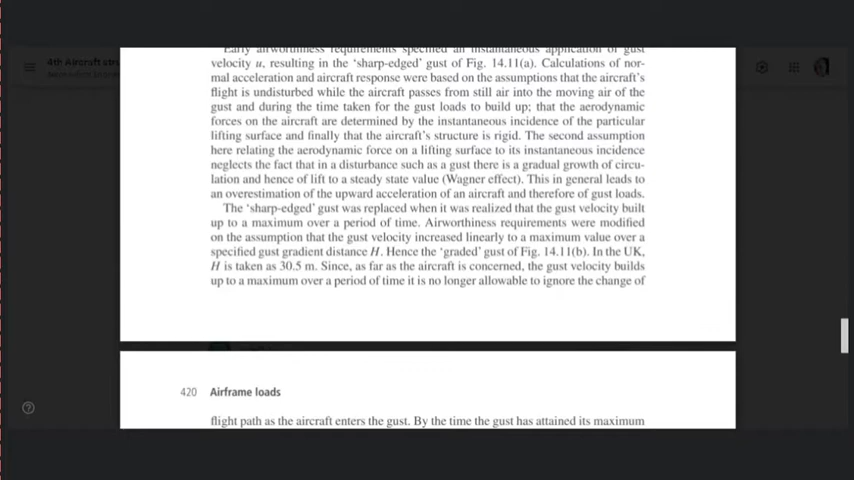 4th Aircraft stru
Early airworthiness requirements specified an instantaneous application of gust
velocity u, resulting in the ‘sharp-edged’ gust of Fig. 14.11(a). Calculations of nor-
mal acceleration and aircraft response were based on the assumptions that the aircraft’s
flight is undisturbed while the aircraft passes from still air into the moving air of the
gust and during the time taken for the gust loads to build up; that the aerodynamic
forces on the aircraft are determined by the instantaneous incidence of the particular
lifting surface and finally that the aircraft’s structure is rigid. The second assumption
here relating the aerodynamic force on a lifting surface to its instantaneous incidence
neglects the fact that in a disturbance such as a gust there is a gradual growth of circu-
lation and hence of lift to a steady state value (Wagner effect). This in general leads to
an overestimation of the upward acceleration of an aircraft and therefore of gust loads.
The ‘sharp-edged’ gust was replaced when it was realized that the gust velocity built
up to a maximum over a period of time. Airworthiness requirements were modified
on the assumption that the gust velocity increased linearly to a maximum value over a
specified gust gradient distance H. Hence the ‘graded’ gust of Fig. 14.11(b). In the UK,
H is taken as 30.5 m. Since, as far as the aircraft is concerned, the gust velocity builds
up to a maximum over a period of time it is no longer allowable to ignore the change of
420 Airframe loads
flight path as the aircraft enters the gust. By the time the gust has attained its maximum